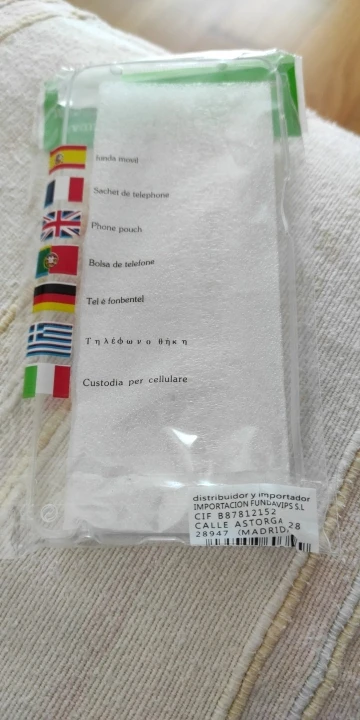 funda movil
Sachet de telephone
Phone pouch
Bolsa de telefone
Tel è fonbentel
Τηλέφωνο θήκη
Custodia per cellulare
distribuidor y importador
IMPORTACION FUNDAVIPS S.L
CIF B87812152
CALLE ASTORGA 28
28947 (MADRID)